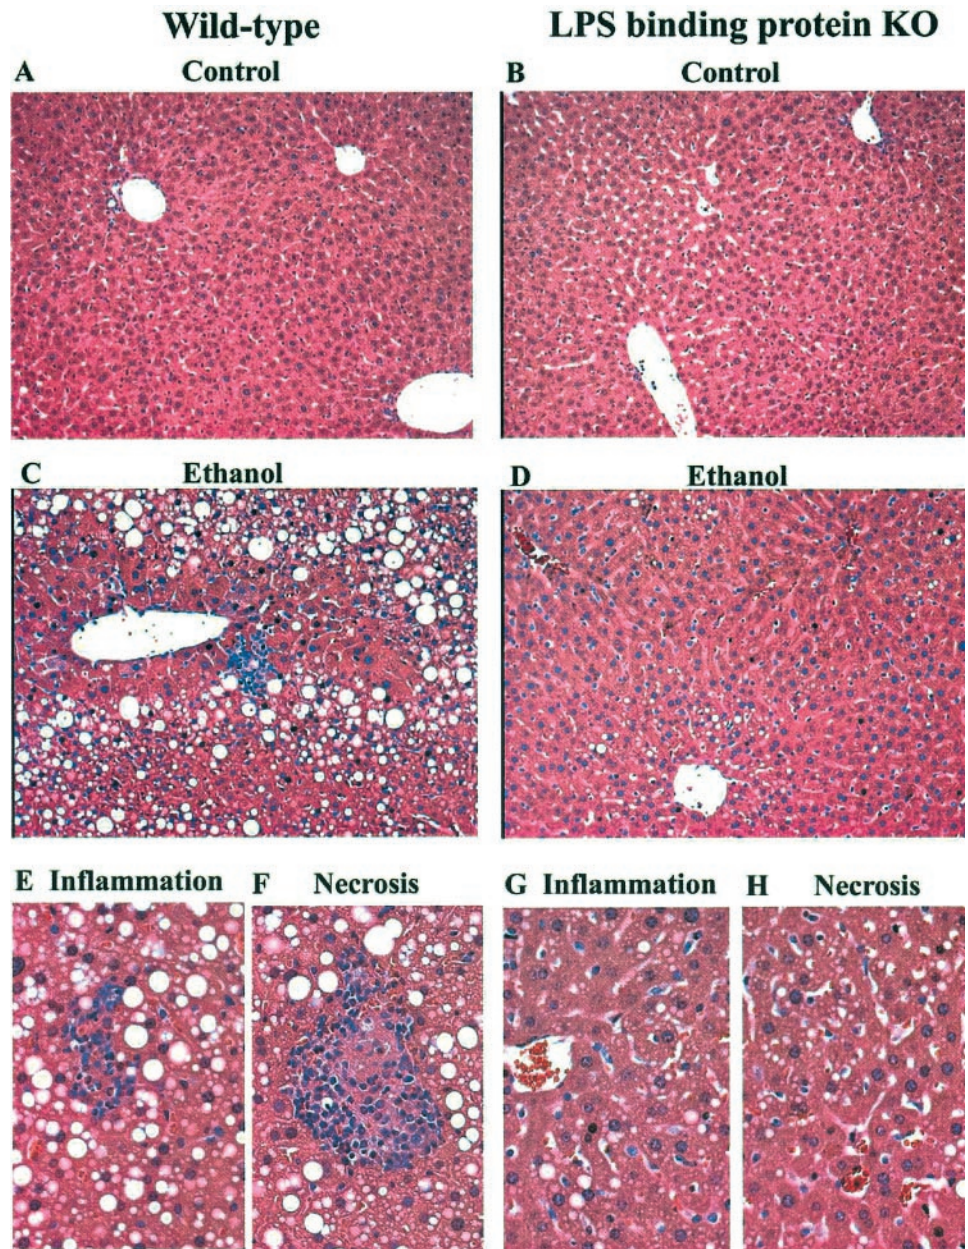 Wild-type LPS binding protein KO
A Control B Control
C Ethanol D Ethanol
E Inflammation F Necrosis G Inflammation H Necrosis